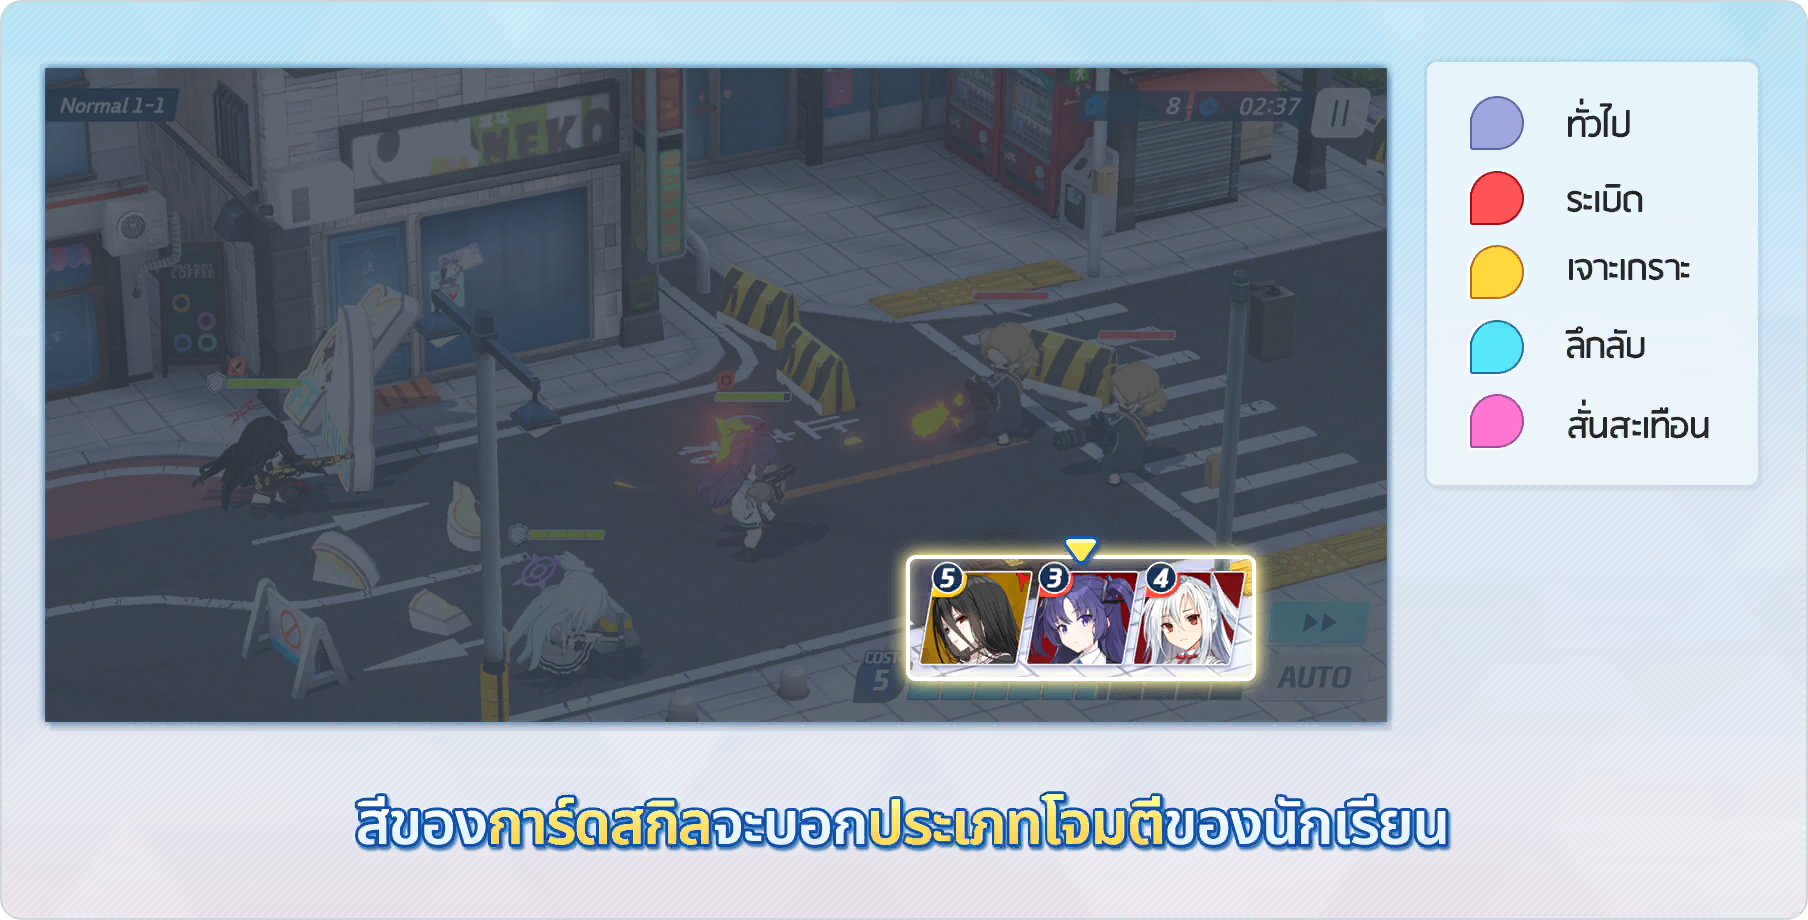 Normal 1-1
8
02:37
NEKO
COFFEE
ทั่วไป
ระเบิด
เจาะเกราะ
ลึกลับ
สั่นสะเทือน
5
3
4
COST
5
AUTO
สีของการ์ดสกิลจะบอกประเภทโจมตีของนักเรียน